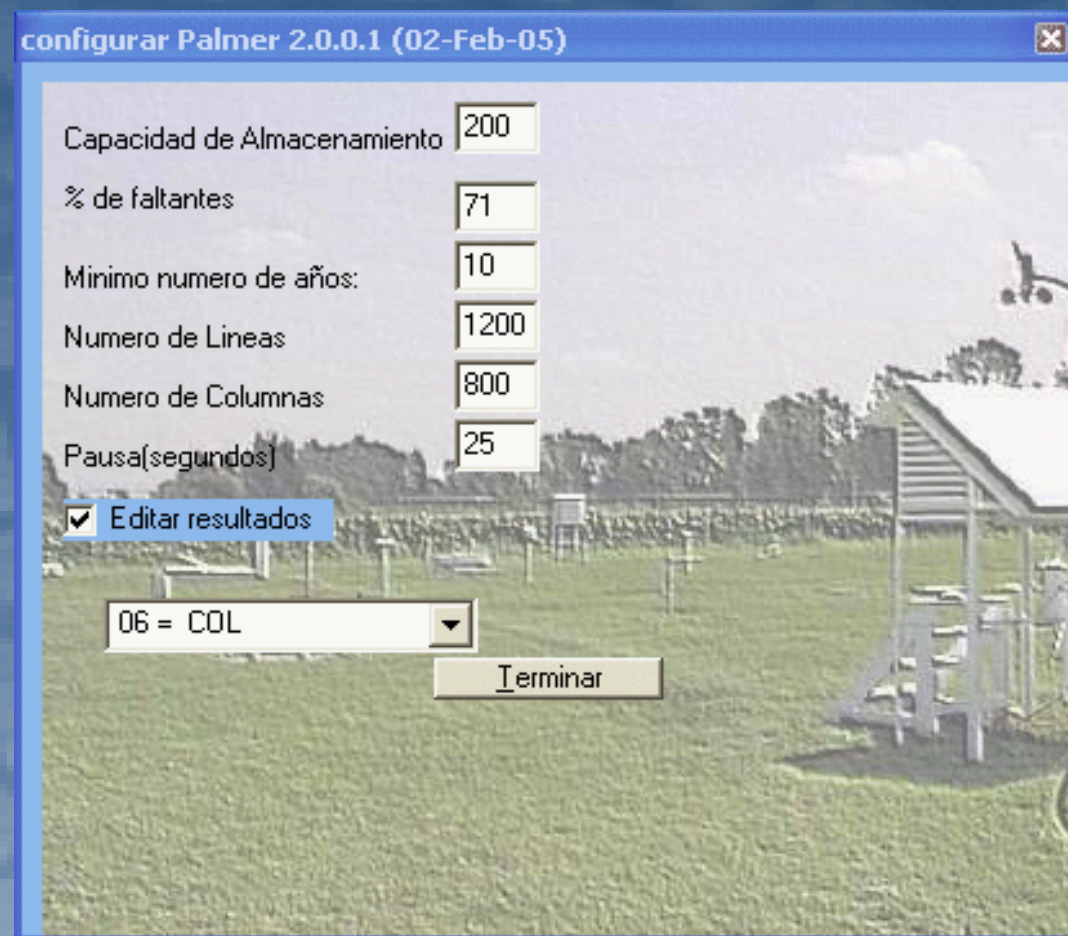 configurar Palmer 2.0.0.1 (02-Feb-05)
Capacidad de Almacenamiento 200
% de faltantes 71
Minimo numero de años: 10
Numero de Lineas 1200
Numero de Columnas 800
Pausa(segundos) 25
Editar resultados
06 = COL
Terminar